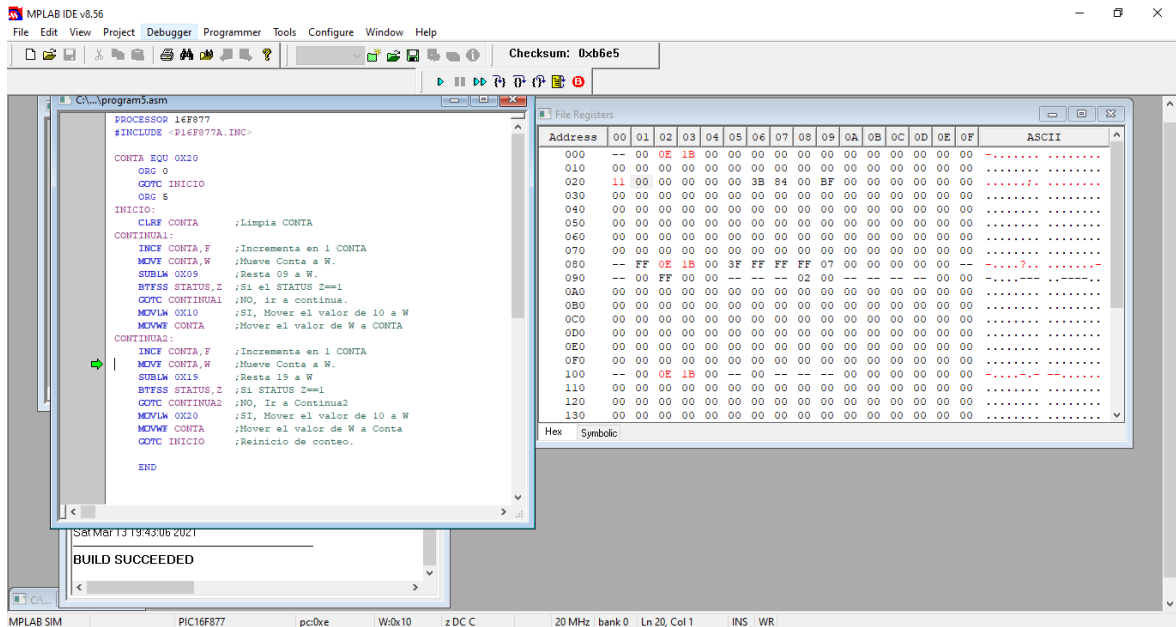 MPLAB IDE v8.56
File Edit View Project Debugger Programmer Tools Configure Window Help
Checksum: 0xb6e5
C:\...\program5.asm
PROCESSOR 16F877
#INCLUDE <P16F877A.INC>
CONTA EQU 0X20
ORG 0
GOTO INICIO
ORG 5
INICIO:
CLRF CONTA ;Limpia CONTA
CONTINUA1:
INCF CONTA,F ;Incrementa en 1 CONTA
MOVF CONTA,W ;Mueve Conta a W.
SUBLW 0X09 ;Resta 09 a W.
BTFSS STATUS,Z ;Si el STATUS Z==1
GOTO CONTINUA1 ;NO, ir a continua.
MOVLW 0X10 ;SI, Mover el valor de 10 a W
MOVWF CONTA ;Mover el valor de W a CONTA
CONTINUA2:
INCF CONTA,F ;Incrementa en 1 CONTA
MOVF CONTA,W ;Mueve Conta a W.
SUBLW 0X19 ;Resta 19 a W
BTFSS STATUS,Z ;Si STATUS Z==1
GOTO CONTINUA2 ;NO, Ir a Continua2
MOVLW 0X20 ;SI, Mover el valor de 10 a W
MOVWF CONTA ;Mover el valor de W a Conta
GOTO INICIO ;Reinicio de conteo.
END
File Registers
Address 00 01 02 03 04 05 06 07 08 09 0A 0B 0C 0D 0E 0F ASCII
000 -- 00 0E 1B 00 00 00 00 00 00 00 00 00 00 00 00 -....... ........
010 00 00 00 00 00 00 00 00 00 00 00 00 00 00 00 00 ........ ........
020 11 00 00 00 00 00 3B 84 00 BF 00 00 00 00 00 00 ......;. ........
030 00 00 00 00 00 00 00 00 00 00 00 00 00 00 00 00 ........ ........
040 00 00 00 00 00 00 00 00 00 00 00 00 00 00 00 00 ........ ........
050 00 00 00 00 00 00 00 00 00 00 00 00 00 00 00 00 ........ ........
060 00 00 00 00 00 00 00 00 00 00 00 00 00 00 00 00 ........ ........
070 00 00 00 00 00 00 00 00 00 00 00 00 00 00 00 00 ........ ........
080 -- FF 0E 1B 00 3F FF FF FF 07 00 00 00 00 00 -- -....?.. .......-
090 -- 00 FF 00 00 -- -- -- 02 00 -- -- -- -- 00 00 -....--- ..----..
0A0 00 00 00 00 00 00 00 00 00 00 00 00 00 00 00 00 ........ ........
0B0 00 00 00 00 00 00 00 00 00 00 00 00 00 00 00 00 ........ ........
0C0 00 00 00 00 00 00 00 00 00 00 00 00 00 00 00 00 ........ ........
0D0 00 00 00 00 00 00 00 00 00 00 00 00 00 00 00 00 ........ ........
0E0 00 00 00 00 00 00 00 00 00 00 00 00 00 00 00 00 ........ ........
0F0 00 00 00 00 00 00 00 00 00 00 00 00 00 00 00 00 ........ ........
100 -- 00 0E 1B 00 -- 00 -- -- -- 00 00 00 00 00 00 -....-.- --......
110 00 00 00 00 00 00 00 00 00 00 00 00 00 00 00 00 ........ ........
120 00 00 00 00 00 00 00 00 00 00 00 00 00 00 00 00 ........ ........
130 00 00 00 00 00 00 00 00 00 00 00 00 00 00 00 00 ........ ........
Hex Symbolic
Sat Mar 13 19:43:06 2021
BUILD SUCCEEDED
C:\...
MPLAB SIM PIC16F877 pc:0xe W:0x10 z DC C 20 MHz bank 0 Ln 20, Col 1 INS WR